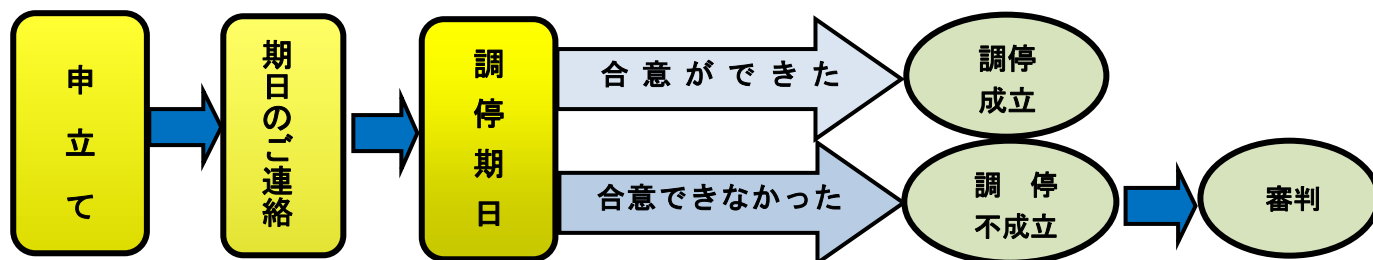 申立て
期日のご連絡
調停期日
合意ができた
調停
成立
合意できなかった
調　停
不成立
審判